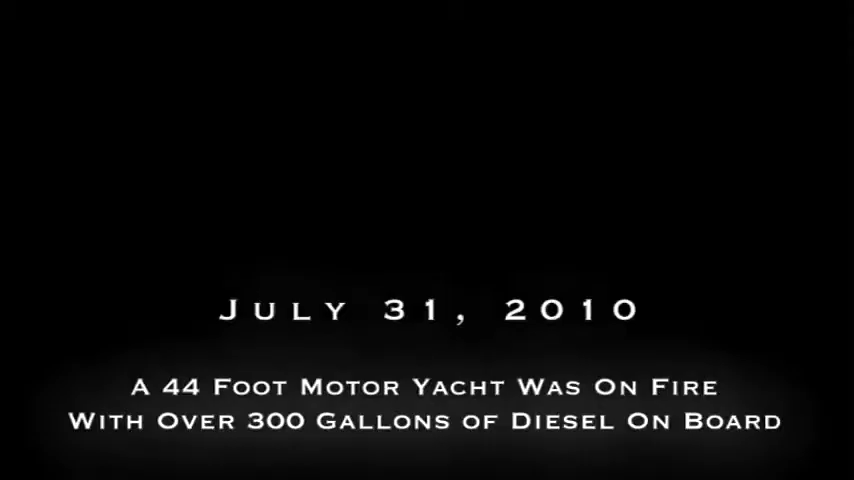 July 31, 2010
A 44 Foot Motor Yacht Was On Fire
With Over 300 Gallons of Diesel On Board